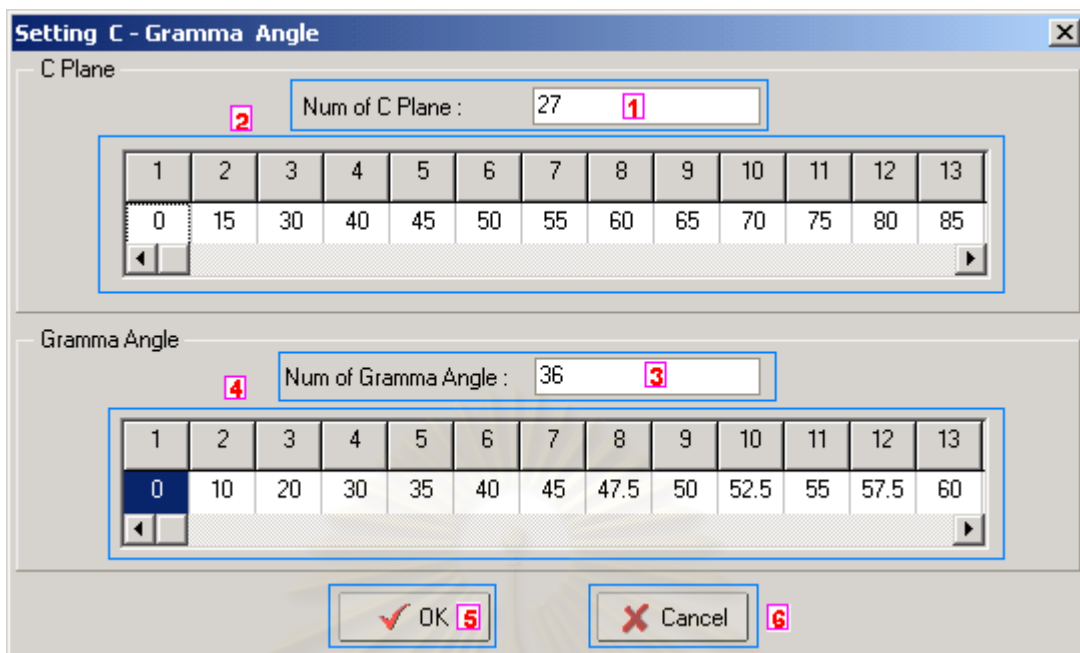 Setting C - Gramma Angle
C Plane
Num of C Plane : 27 1
2
1 2 3 4 5 6 7 8 9 10 11 12 13
0 15 30 40 45 50 55 60 65 70 75 80 85
Gramma Angle
Num of Gramma Angle : 36 3
4
1 2 3 4 5 6 7 8 9 10 11 12 13
0 10 20 30 35 40 45 47.5 50 52.5 55 57.5 60
OK 5 Cancel 6